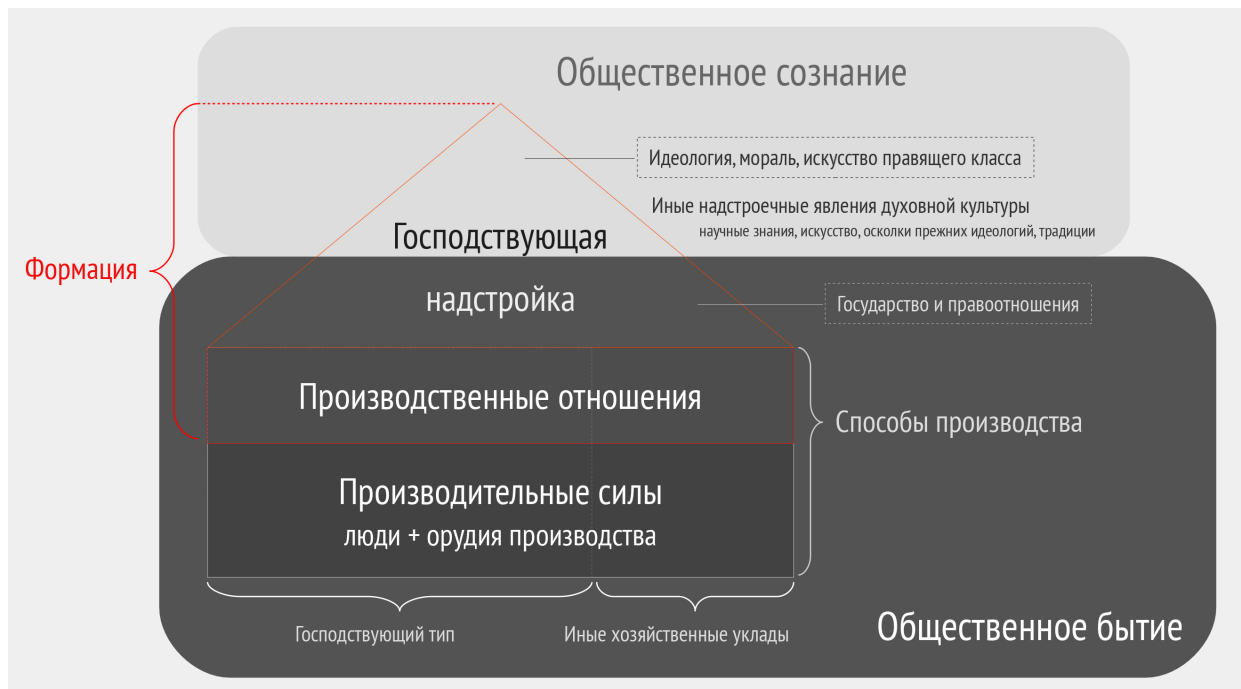 Общественное сознание
Идеология, мораль, искусство правящего класса
Иные надстроечные явления духовной культуры
научные знания, искусство, осколки прежних идеологий, традиции
Господствующая
Формация
надстройка
Государство и правоотношения
Производственные отношения
Способы производства
Производительные силы
люди + орудия производства
Господствующий тип
Иные хозяйственные уклады
Общественное бытие